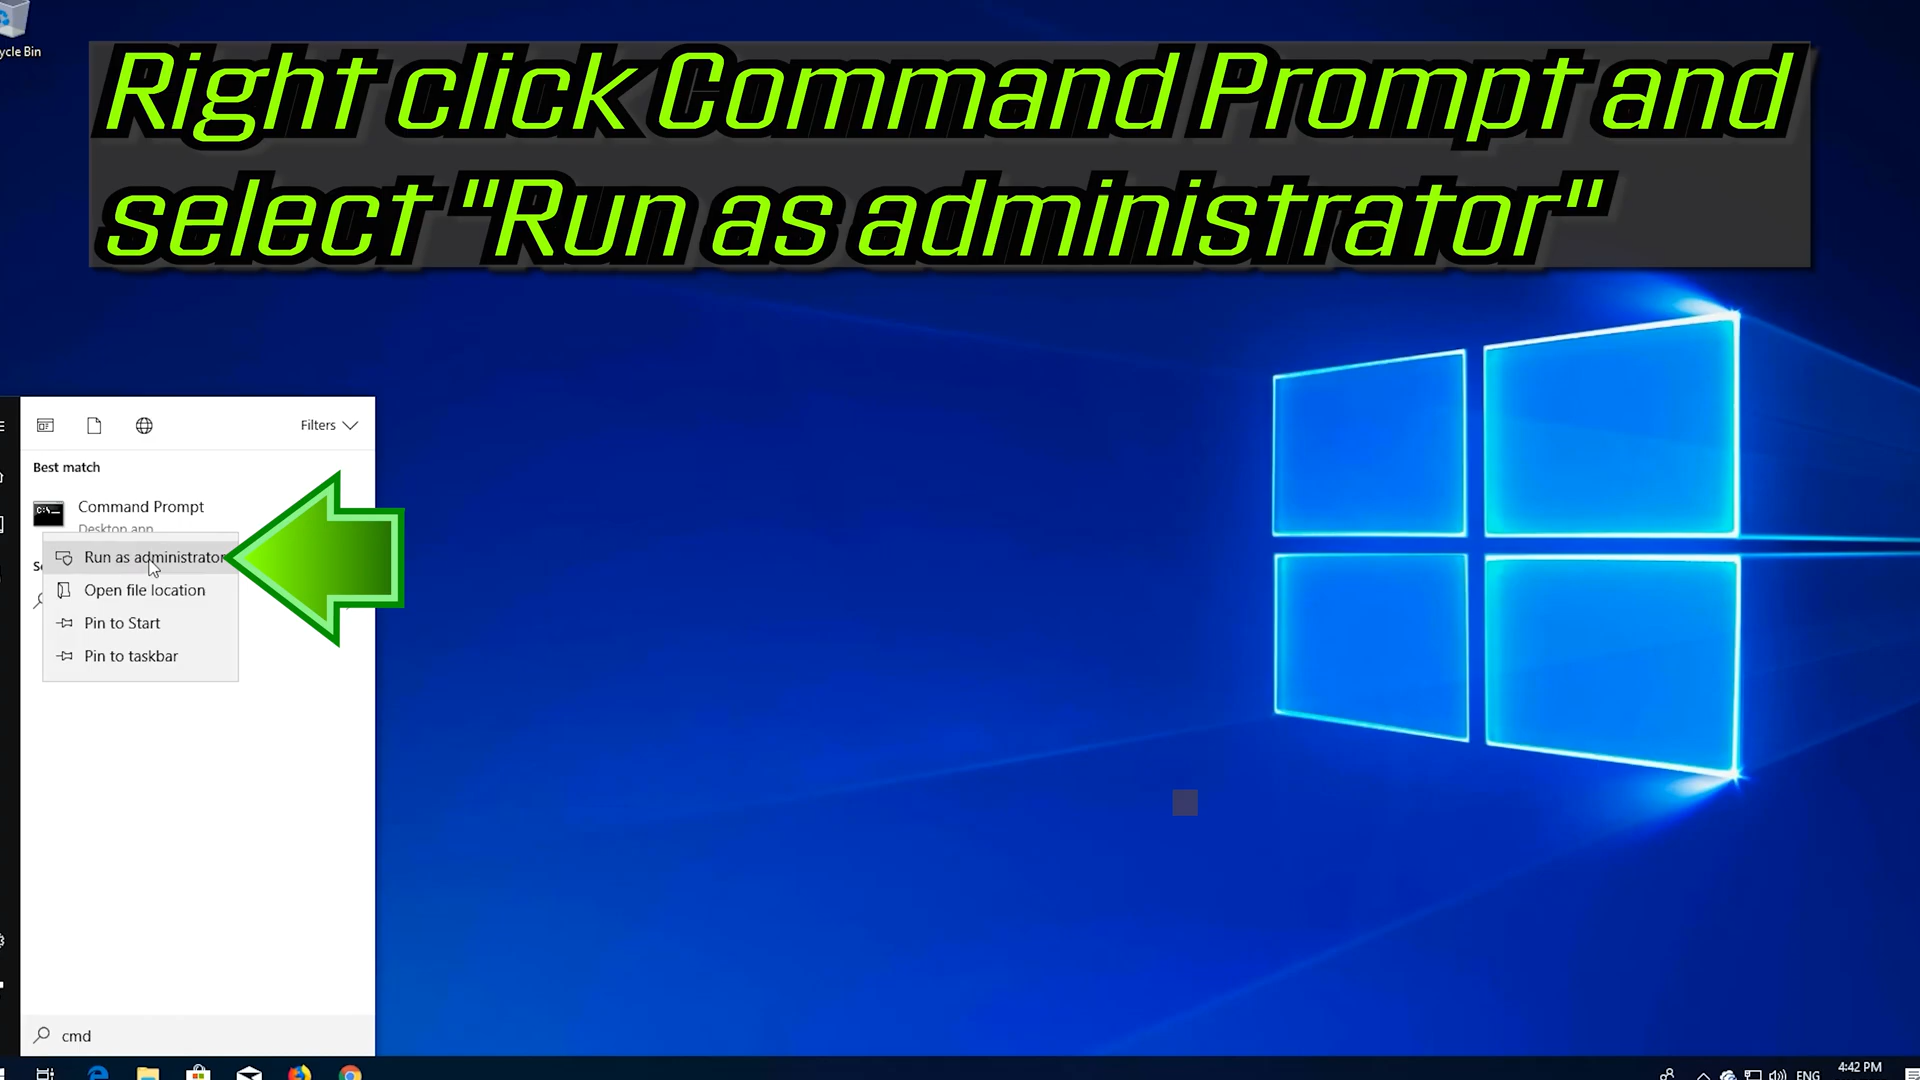 ycle Bin
Right click Command Prompt and
select "Run as administrator"
Filters
Best match
Command Prompt
Desktop app
Run as administrator
Se
Open file location
Pin to Start
Pin to taskbar
cmd
ENG
4:42 PM